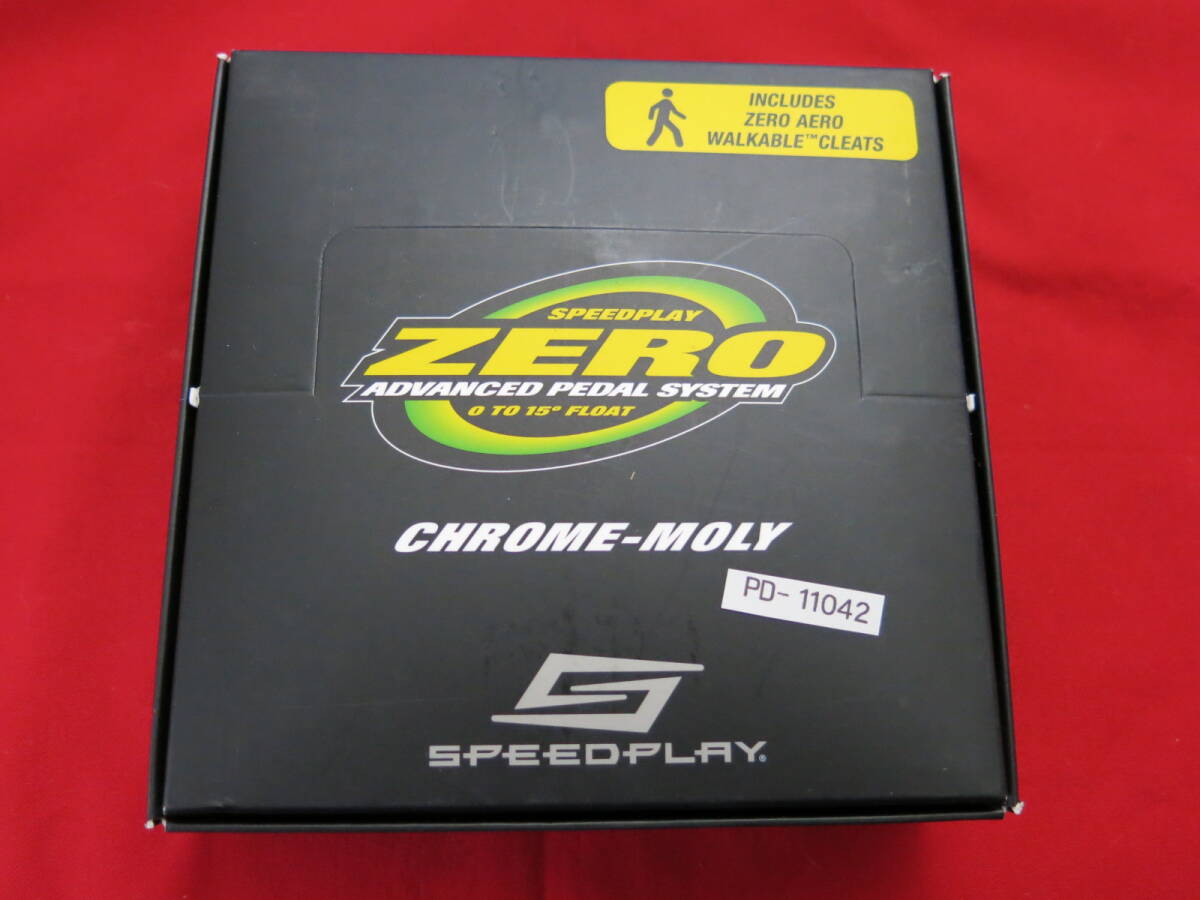 INCLUDES
ZERO AERO
WALKABLE™ CLEATS
SPEEDPLAY
ZERO
ADVANCED PEDAL SYSTEM
0 TO 15° FLOAT
CHROME-MOLY
PD-11042
SPEEDPLAY®